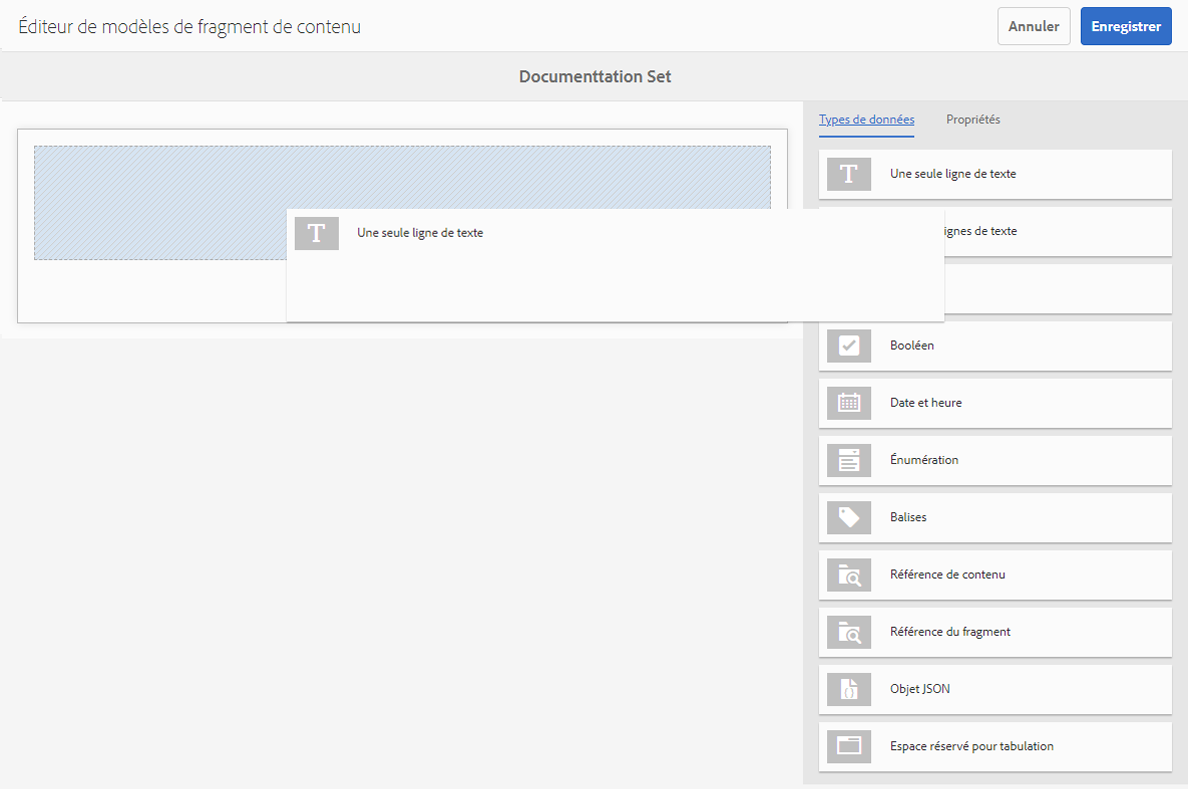 Éditeur de modèles de fragment de contenu
Annuler
Enregistrer
Documenttation Set
Types de données
Propriétés
T Une seule ligne de texte
T Une seule ligne de texte
ignes de texte
Booléen
Date et heure
Énumération
Balises
Référence de contenu
Référence du fragment
Objet JSON
Espace réservé pour tabulation